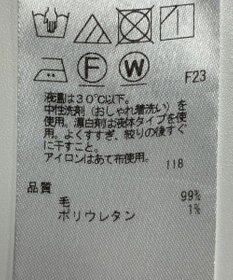 F
W
F23
液温は30℃以下。
中性洗剤（おしゃれ着洗い）を
使用。漂白剤は液体タイプを使
用。よくすすぎ、絞りの後すぐ
に干すこと。
アイロンはあて布使用。
118
品質
毛 99%
ポリウレタン 1%